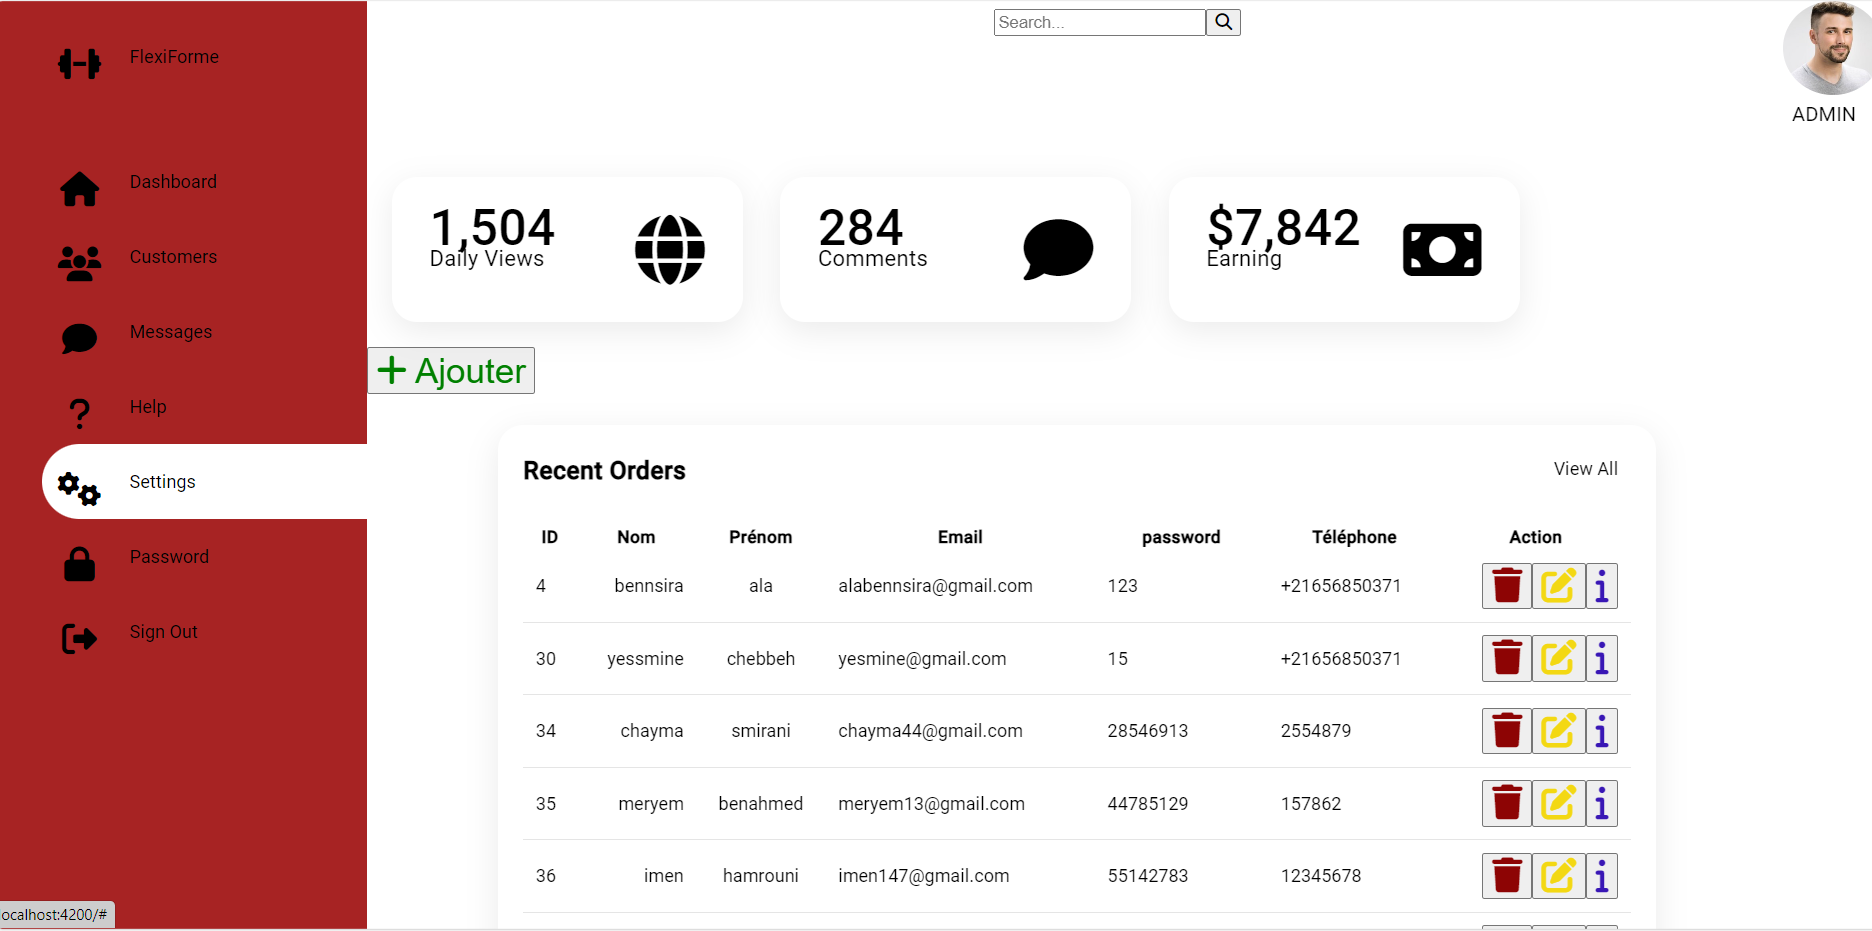 FlexiForme
Search...
ADMIN
Dashboard
Customers
Messages
Help
Settings
Password
Sign Out
1,504
Daily Views
284
Comments
$7,842
Earning
Ajouter
Recent Orders
View All
ID Nom Prénom Email password Téléphone Action
4 bennsira ala alabennsira@gmail.com 123 +21656850371
30 yessmine chebbeh yesmine@gmail.com 15 +21656850371
34 chayma smirani chayma44@gmail.com 28546913 2554879
35 meryem benahmed meryem13@gmail.com 44785129 157862
36 imen hamrouni imen147@gmail.com 55142783 12345678
ocalhost:4200/#